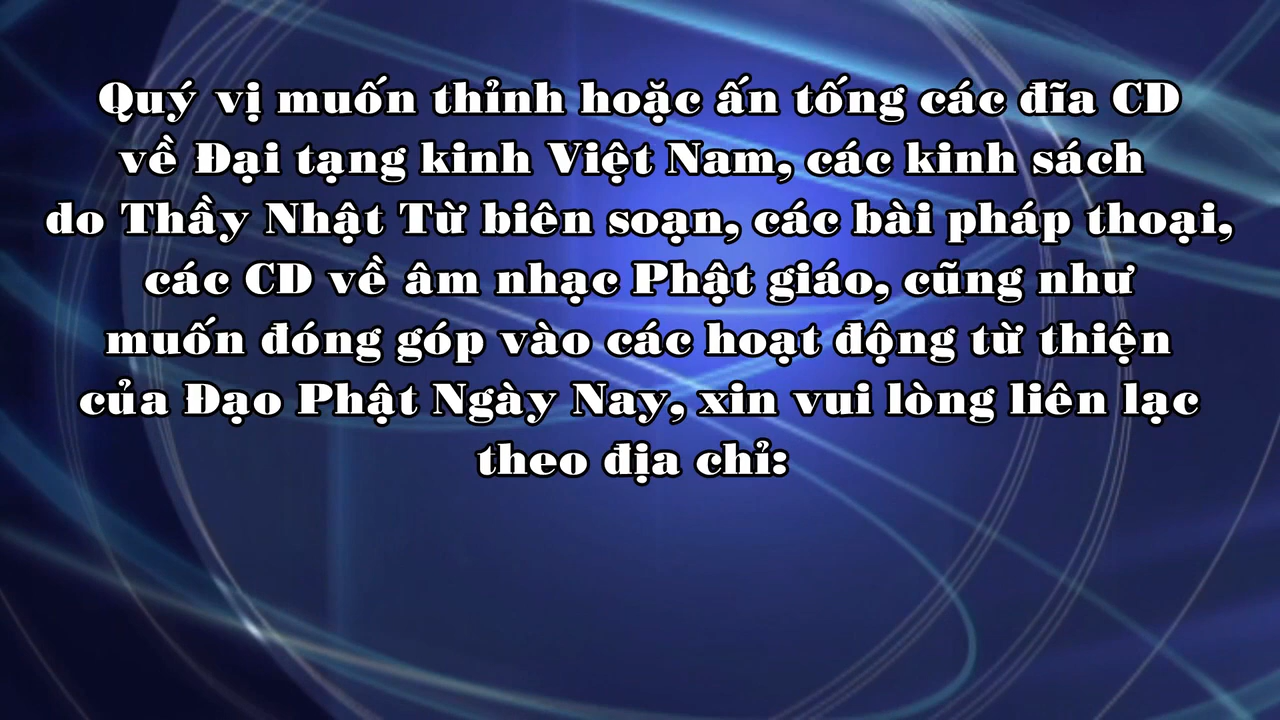 Quý vị muốn thỉnh hoặc ấn tống các đĩa CD
về Đại tạng kinh Việt Nam, các kinh sách
do Thầy Nhật Từ biên soạn, các bài pháp thoại,
các CD về âm nhạc Phật giáo, cũng như
muốn đóng góp vào các hoạt động từ thiện
của Đạo Phật Ngày Nay, xin vui lòng liên lạc
theo địa chỉ: